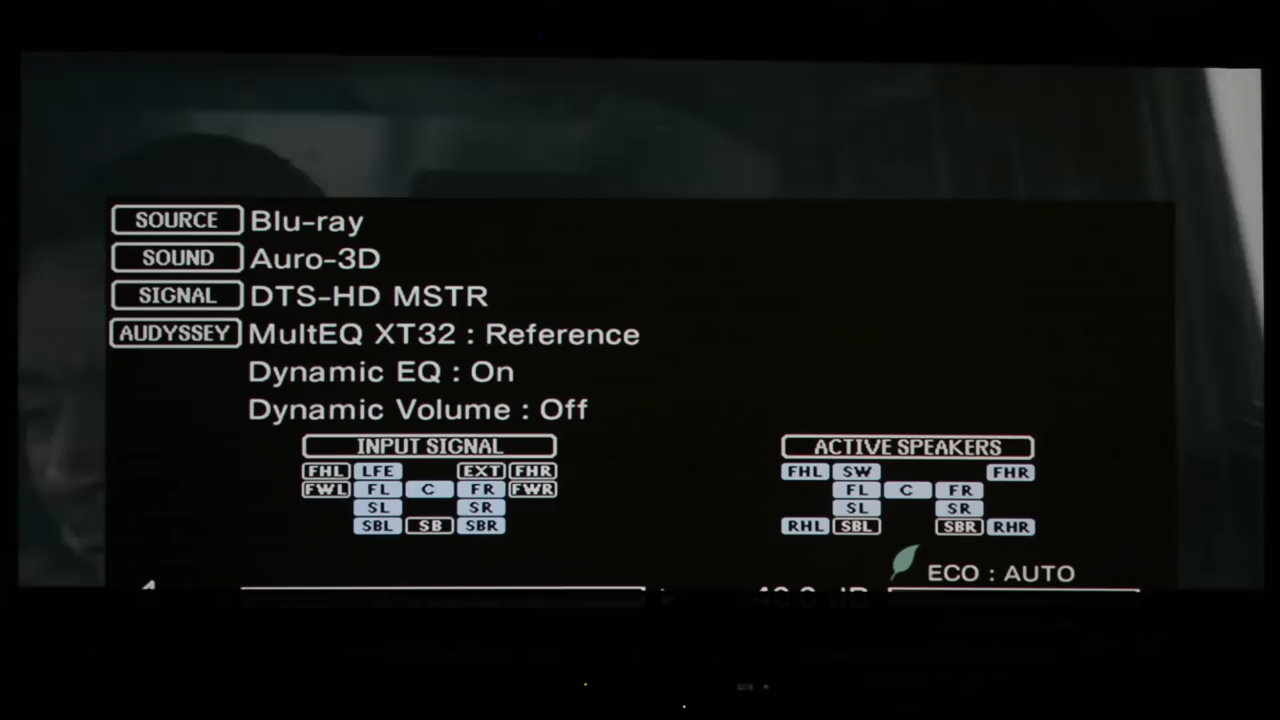 SOURCE Blu-ray
SOUND Auro-3D
SIGNAL DTS-HD MSTR
AUDYSSEY MultEQ XT32 : Reference
Dynamic EQ : On
Dynamic Volume : Off
INPUT SIGNAL ACTIVE SPEAKERS
FHL LFE EXT FHR FHL SW FHR
FWL FL C FR FWR FL C FR
SL SR SL SR
SBL SB SBR RHL SBL SBR RHR
ECO : AUTO